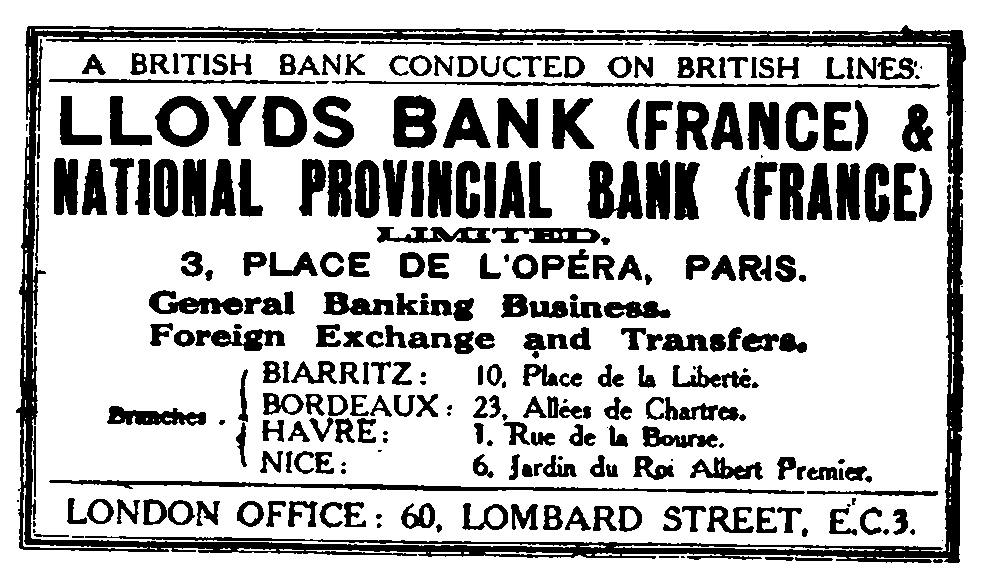 A BRITISH BANK CONDUCTED ON BRITISH LINES.
LLOYDS BANK (FRANCE) &
NATIONAL PROVINCIAL BANK (FRANCE)
LIMITED.
3, PLACE DE L'OPÉRA, PARIS.
General Banking Business.
Foreign Exchange and Transfers.
Branches.
BIARRITZ: 10, Place de la Liberté.
BORDEAUX: 23, Allées de Chartres.
HAVRE: 1, Rue de la Bourse.
NICE: 6, Jardin du Roi Albert Premier.
LONDON OFFICE: 60, LOMBARD STREET, E.C.3.